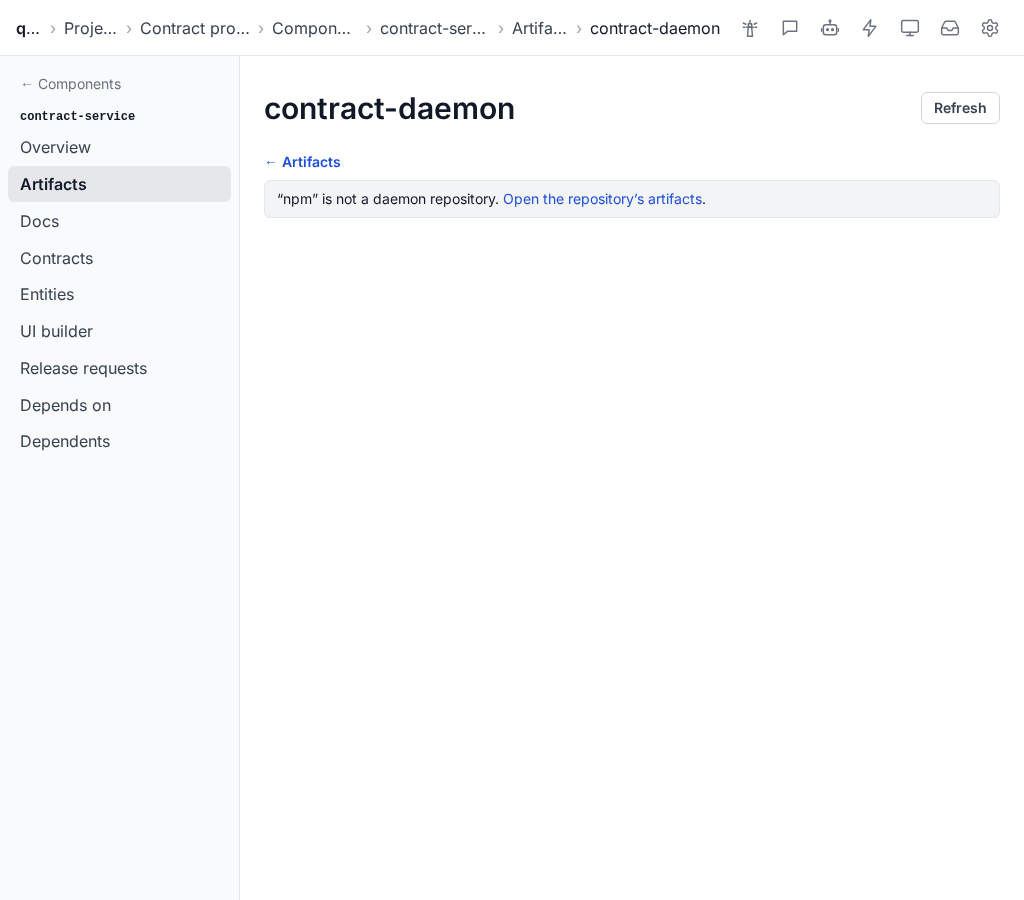 q… › Proje… › Contract pro… › Compon… › contract-ser… › Artifa… › contract-daemon
← Components
contract-service
Overview
Artifacts
Docs
Contracts
Entities
UI builder
Release requests
Depends on
Dependents
contract-daemon
Refresh
← Artifacts
“npm” is not a daemon repository. Open the repository’s artifacts.